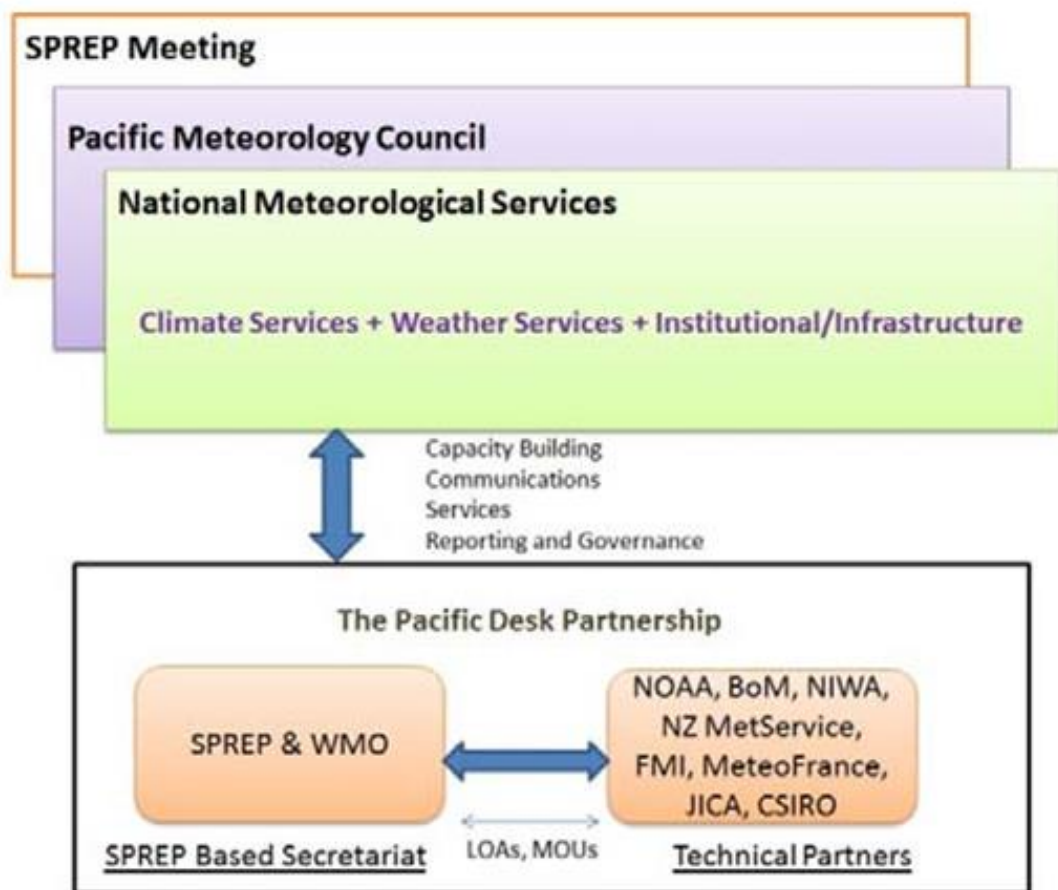 SPREP Meeting
Pacific Meteorology Council
National Meteorological Services
Climate Services + Weather Services + Institutional/Infrastructure
Capacity Building
Communications
Services
Reporting and Governance
The Pacific Desk Partnership
SPREP & WMO
NOAA, BoM, NIWA,
NZ MetService,
FMI, MeteoFrance,
JICA, CSIRO
SPREP Based Secretariat
LOAs, MOUs
Technical Partners